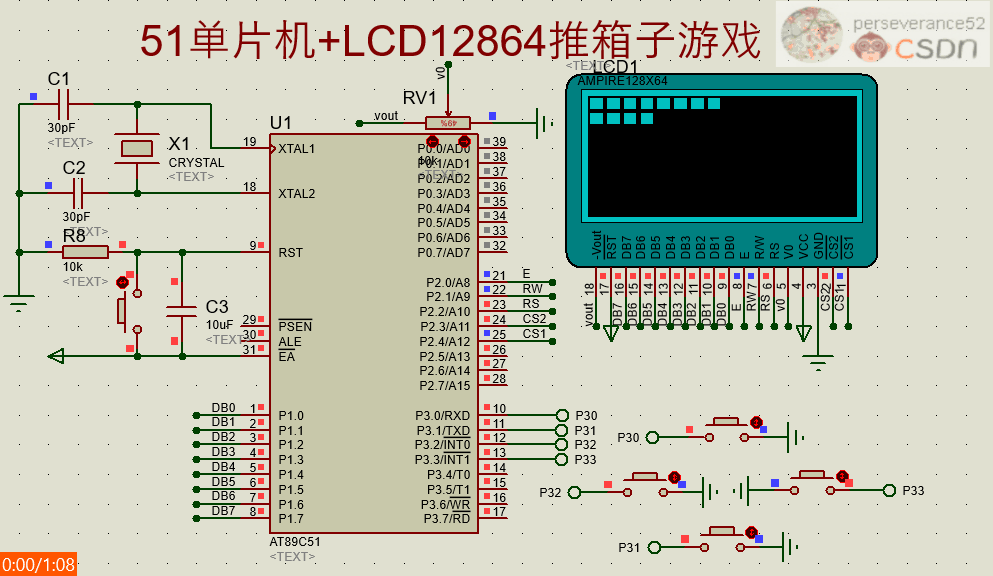 51单片机+LCD12864推箱子游戏
perseverance52
CSDN
C1
30pF
<TEXT>
X1
CRYSTAL
<TEXT>
C2
30pF
<TEXT>
R8
10k
<TEXT>
C3
10uF
<TEXT>
RV1
vout
v0
49%
10k
<TEXT>
U1
19 XTAL1
18 XTAL2
9 RST
29 PSEN
30 ALE
31 EA
DB0 1 P1.0
DB1 2 P1.1
DB2 3 P1.2
DB3 4 P1.3
DB4 5 P1.4
DB5 6 P1.5
DB6 7 P1.6
DB7 8 P1.7
P0.0/AD0 39
P0.1/AD1 38
P0.2/AD2 37
P0.3/AD3 36
P0.4/AD4 35
P0.5/AD5 34
P0.6/AD6 33
P0.7/AD7 32
P2.0/A8 21 E
P2.1/A9 22 RW
P2.2/A10 23 RS
P2.3/A11 24 CS2
P2.4/A12 25 CS1
P2.5/A13 26
P2.6/A14 27
P2.7/A15 28
P3.0/RXD 10 P30
P3.1/TXD 11 P31
P3.2/INT0 12 P32
P3.3/INT1 13 P33
P3.4/T0 14
P3.5/T1 15
P3.6/WR 16
P3.7/RD 17
AT89C51
<TEXT>
<TEXT>
LCD1
AMPIRE128X64
-Vout RST DB7 DB6 DB5 DB4 DB3 DB2 DB1 DB0 E R/W RS V0 VCC GND CS2 CS1
18 17 16 15 14 13 12 11 10 9 8 7 6 5 4 3 2 1
vout DB7 DB6 DB5 DB4 DB3 DB2 DB1 DB0 E RW RS v0 CS2 CS1
P30
P32
P33
P31
0:00/1:08